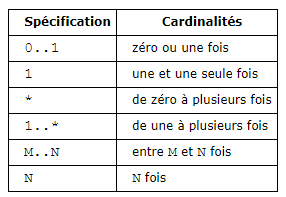 Spécification Cardinalités
0..1 zéro ou une fois
1 une et une seule fois
* de zéro à plusieurs fois
1..* de une à plusieurs fois
M..N entre M et N fois
N N fois